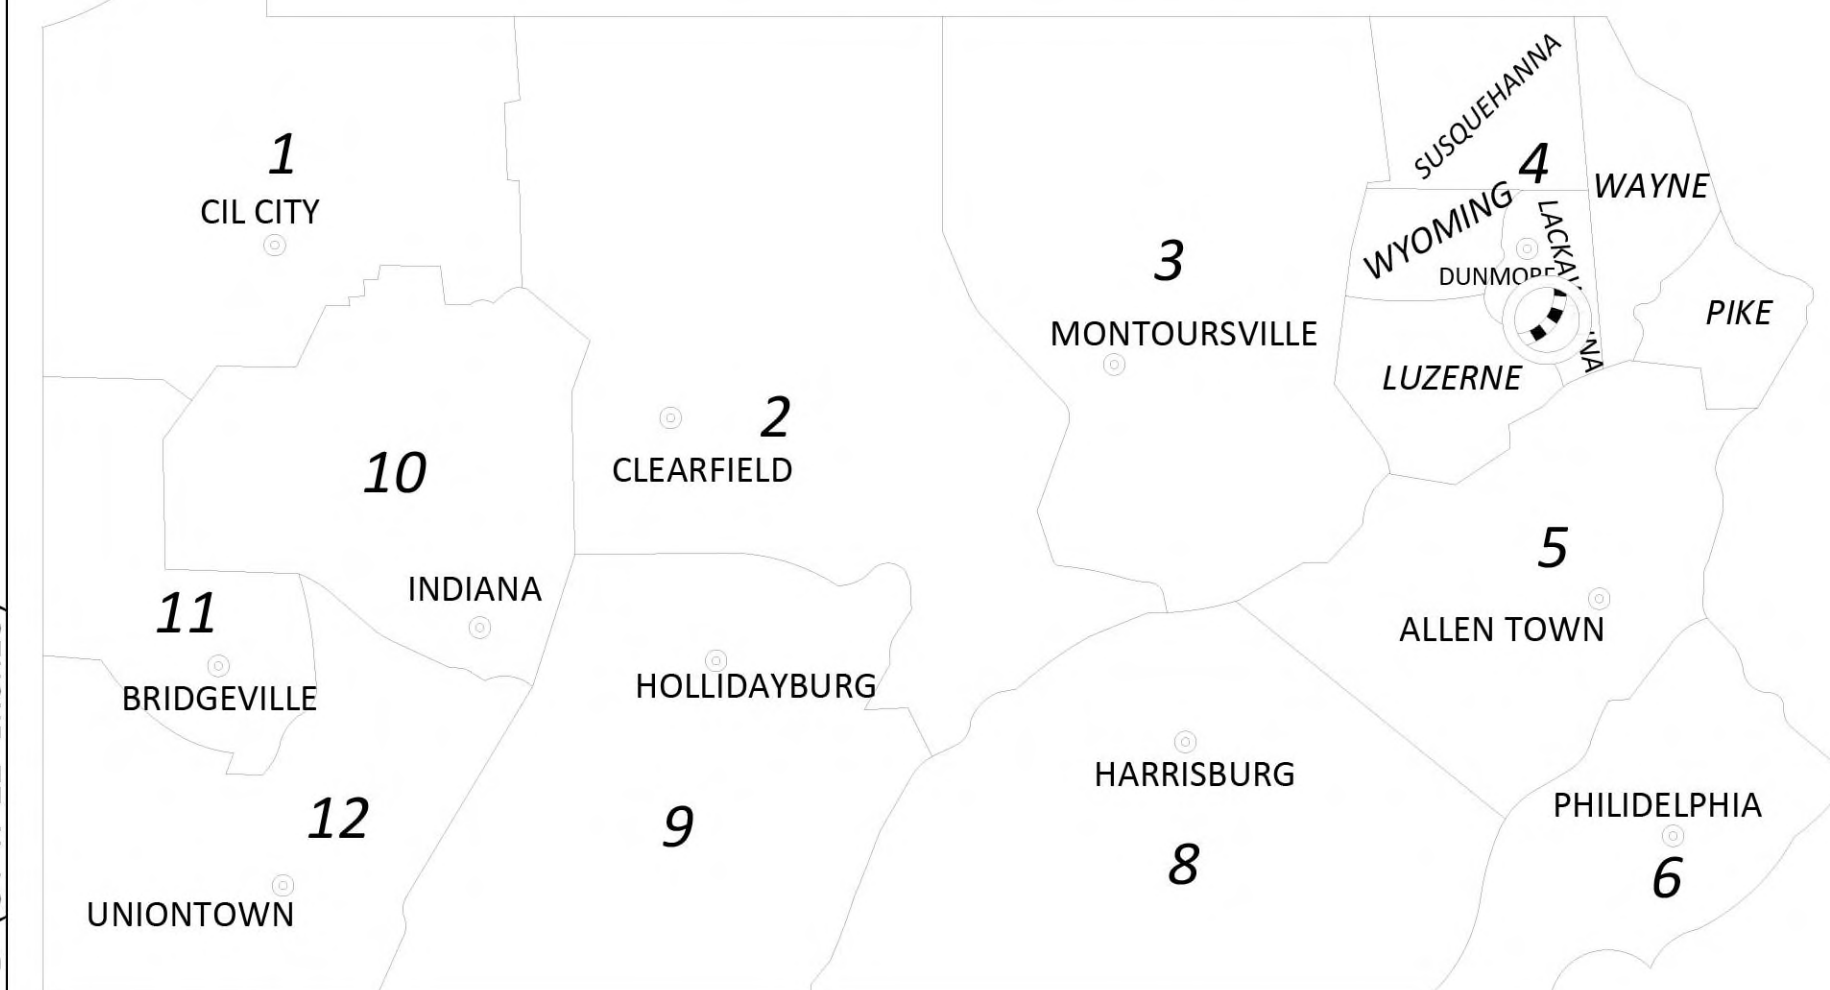 1
CIL CITY
2
CLEARFIELD
3
MONTOURSVILLE
SUSQUEHANNA
4
WAYNE
WYOMING
DUNMORE
LUZERNE
PIKE
5
ALLEN TOWN
10
INDIANA
11
BRIDGEVILLE
12
UNIONTOWN
HOLLIDAYBURG
9
HARRISBURG
8
PHILIDELPHIA
6